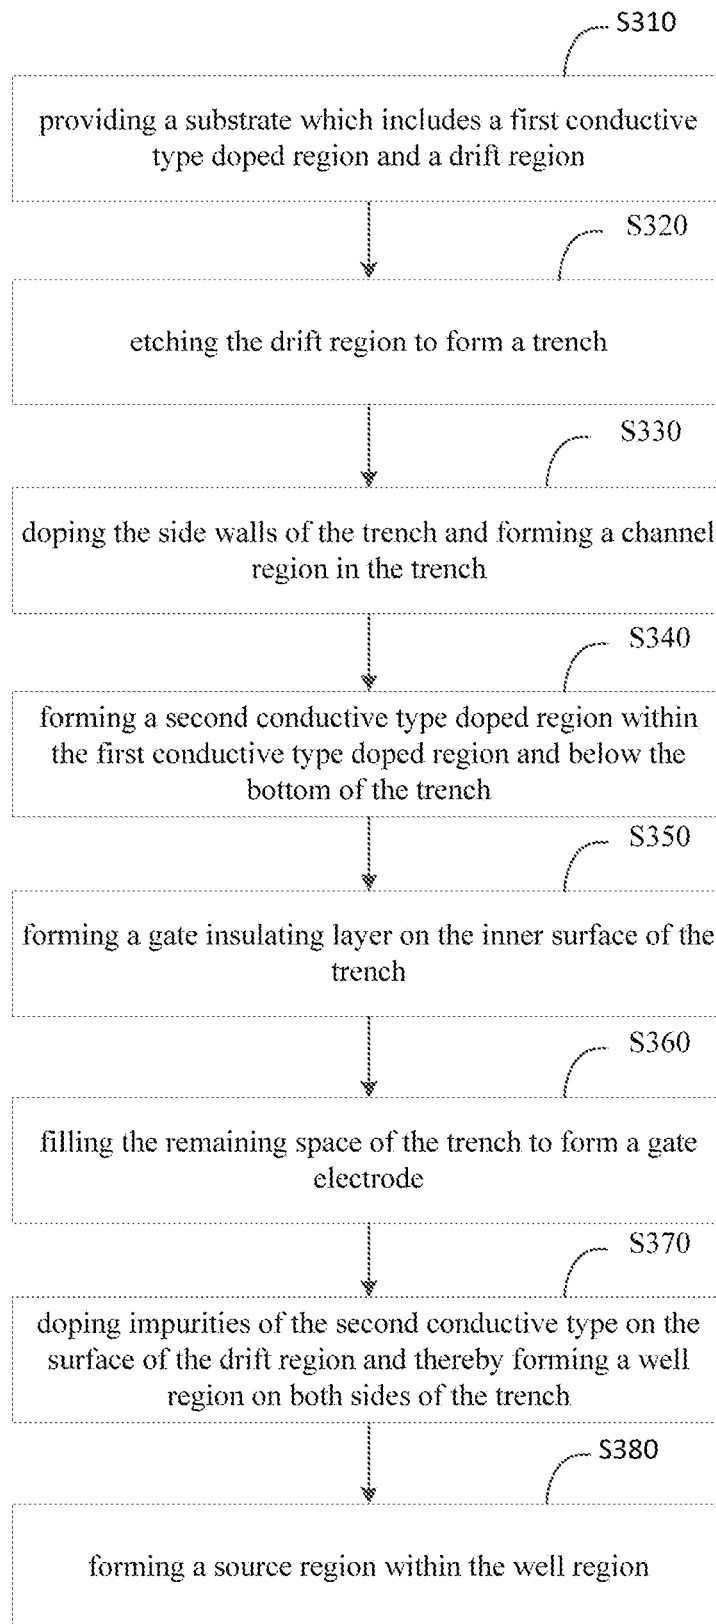 S310
providing a substrate which includes a first conductive
type doped region and a drift region
S320
etching the drift region to form a trench
S330
doping the side walls of the trench and forming a channel
region in the trench
S340
forming a second conductive type doped region within
the first conductive type doped region and below the
bottom of the trench
S350
forming a gate insulating layer on the inner surface of the
trench
S360
filling the remaining space of the trench to form a gate
electrode
S370
doping impurities of the second conductive type on the
surface of the drift region and thereby forming a well
region on both sides of the trench
S380
forming a source region within the well region